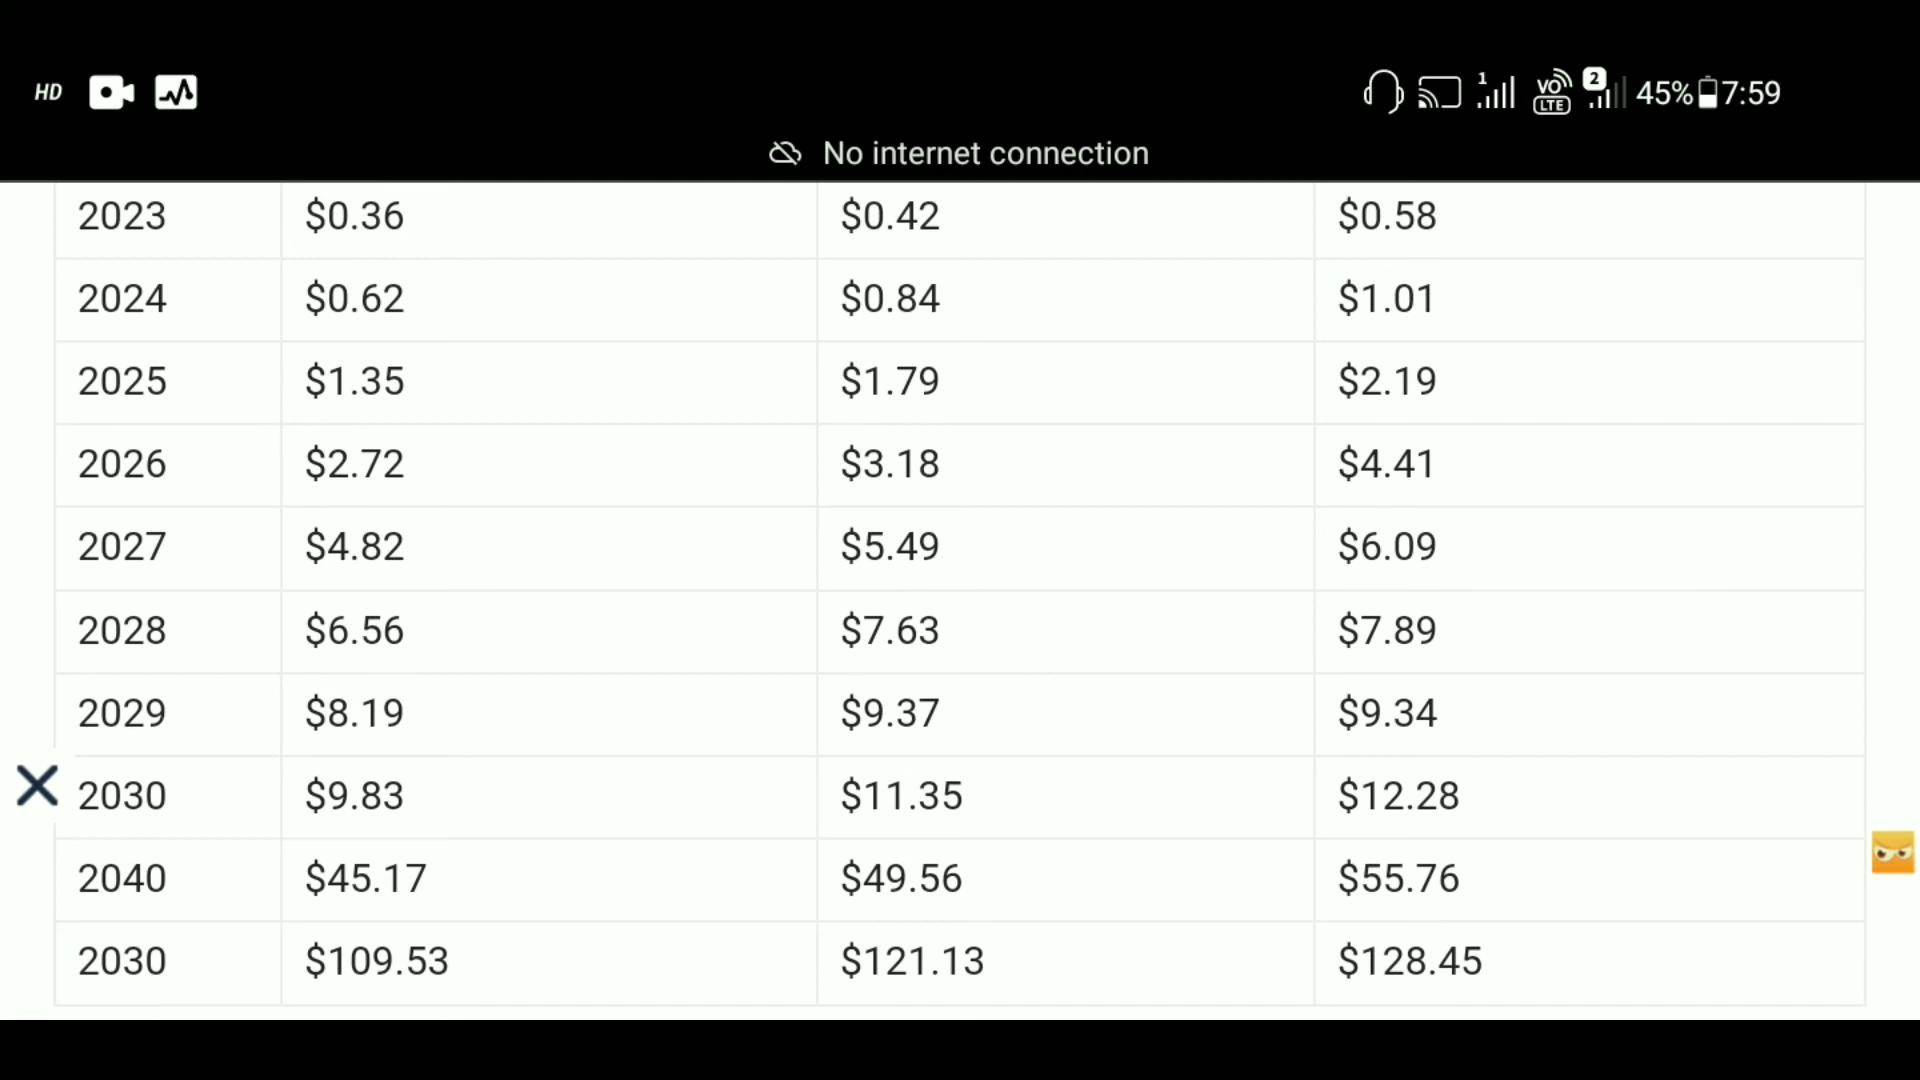 HD 1 VO LTE 2 45% 7:59
No internet connection
2023 $0.36 $0.42 $0.58
2024 $0.62 $0.84 $1.01
2025 $1.35 $1.79 $2.19
2026 $2.72 $3.18 $4.41
2027 $4.82 $5.49 $6.09
2028 $6.56 $7.63 $7.89
2029 $8.19 $9.37 $9.34
2030 $9.83 $11.35 $12.28
2040 $45.17 $49.56 $55.76
2030 $109.53 $121.13 $128.45